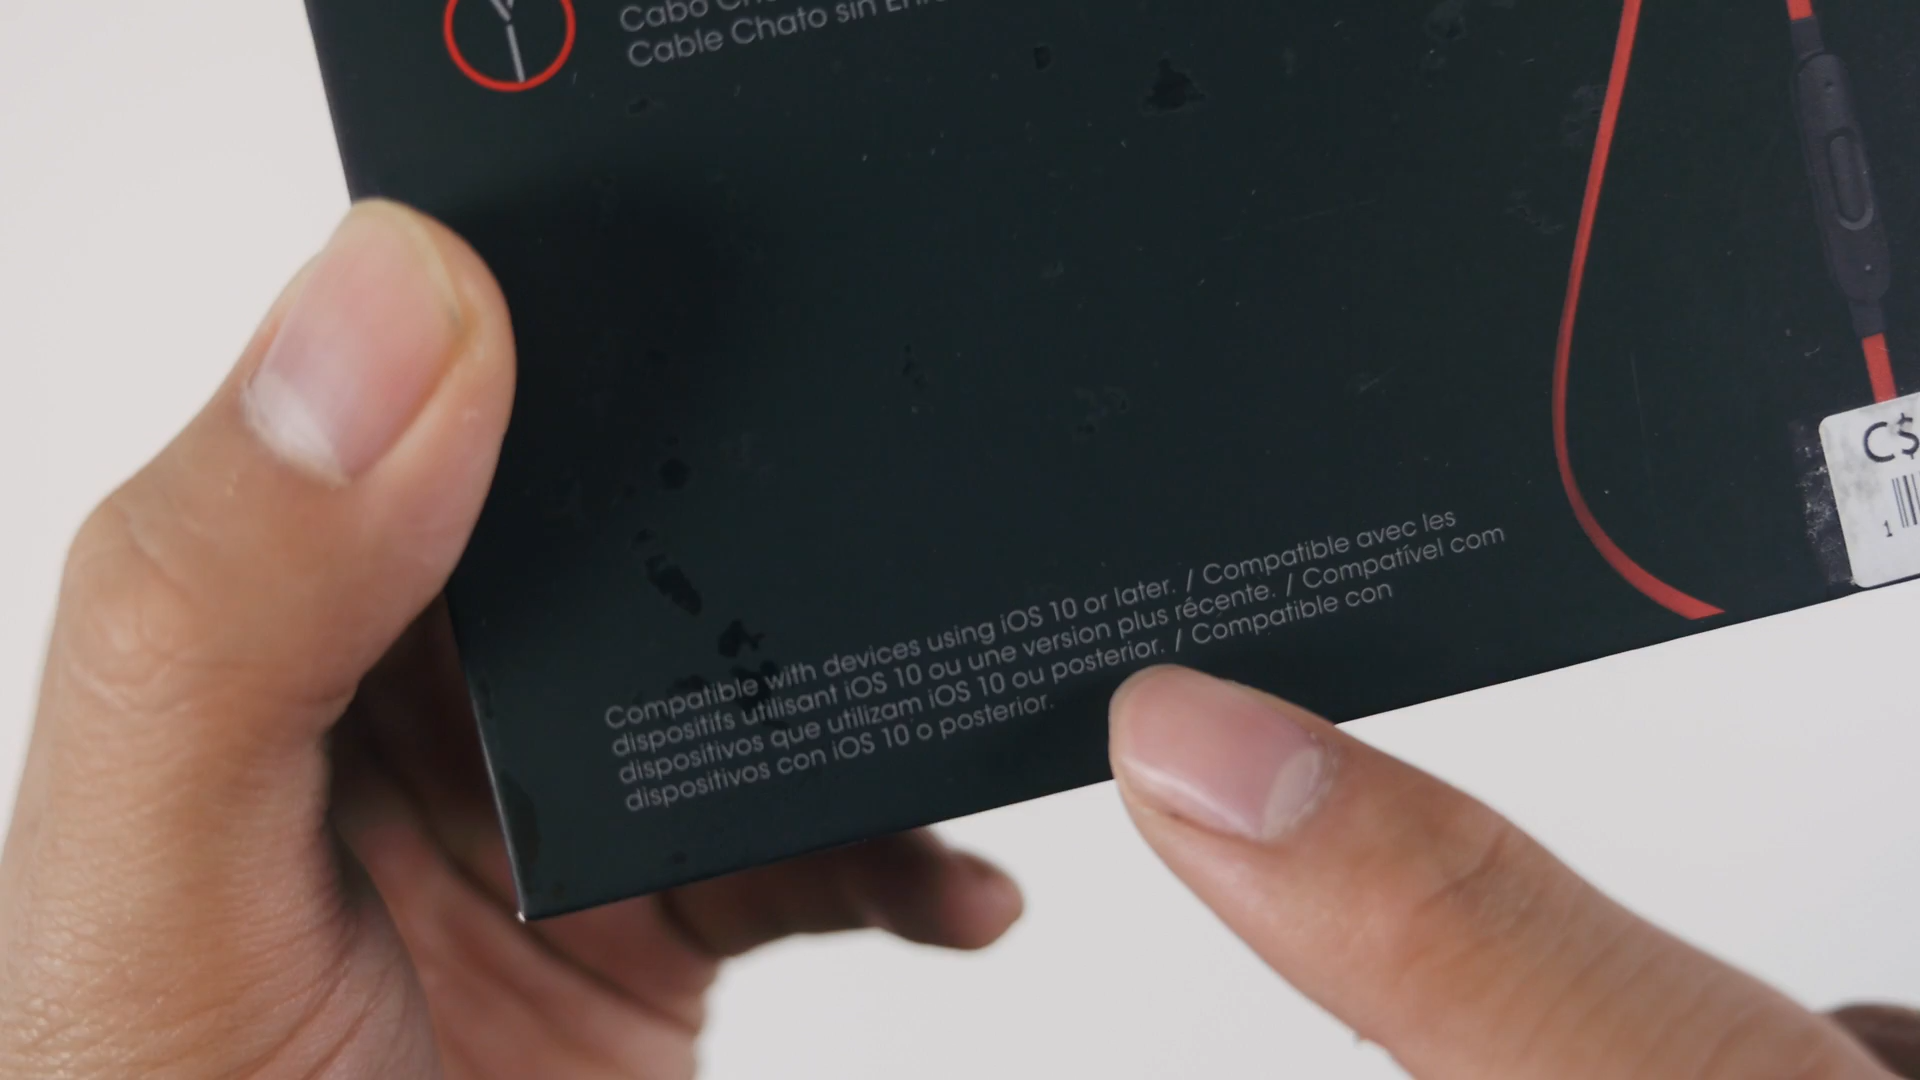 Cabo
Cable Chato sin
Compatible with devices using iOS 10 or later. / Compatible avec les
dispositifs utilisant iOS 10 ou une version plus récente. / Compatível com
dispositivos que utilizam iOS 10 ou posterior. / Compatible con
dispositivos con iOS 10 o posterior.
C$
1